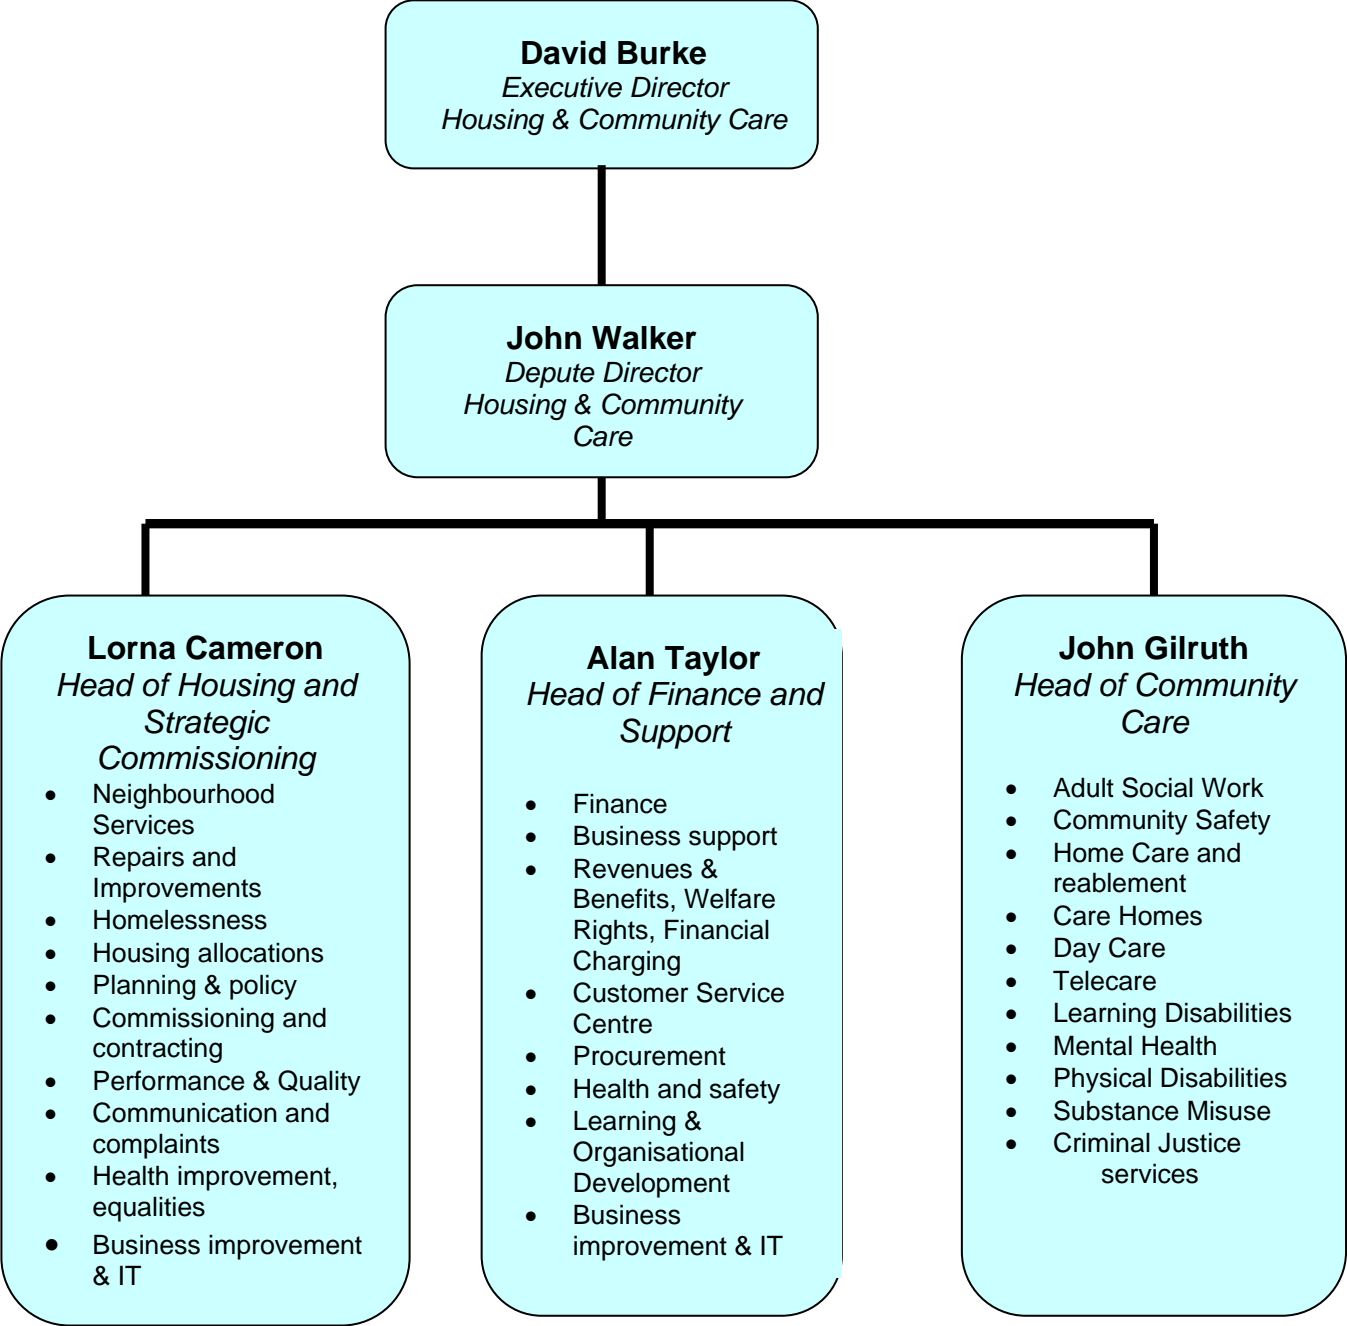 David Burke
Executive Director
Housing & Community Care
John Walker
Depute Director
Housing & Community
Care
Lorna Cameron
Head of Housing and
Strategic
Commissioning
• Neighbourhood
Services
• Repairs and
Improvements
• Homelessness
• Housing allocations
• Planning & policy
• Commissioning and
contracting
• Performance & Quality
• Communication and
complaints
• Health improvement,
equalities
• Business improvement
& IT
Alan Taylor
Head of Finance and
Support
• Finance
• Business support
• Revenues &
Benefits, Welfare
Rights, Financial
Charging
• Customer Service
Centre
• Procurement
• Health and safety
• Learning &
Organisational
Development
• Business
improvement & IT
John Gilruth
Head of Community
Care
• Adult Social Work
• Community Safety
• Home Care and
reablement
• Care Homes
• Day Care
• Telecare
• Learning Disabilities
• Mental Health
• Physical Disabilities
• Substance Misuse
• Criminal Justice
services